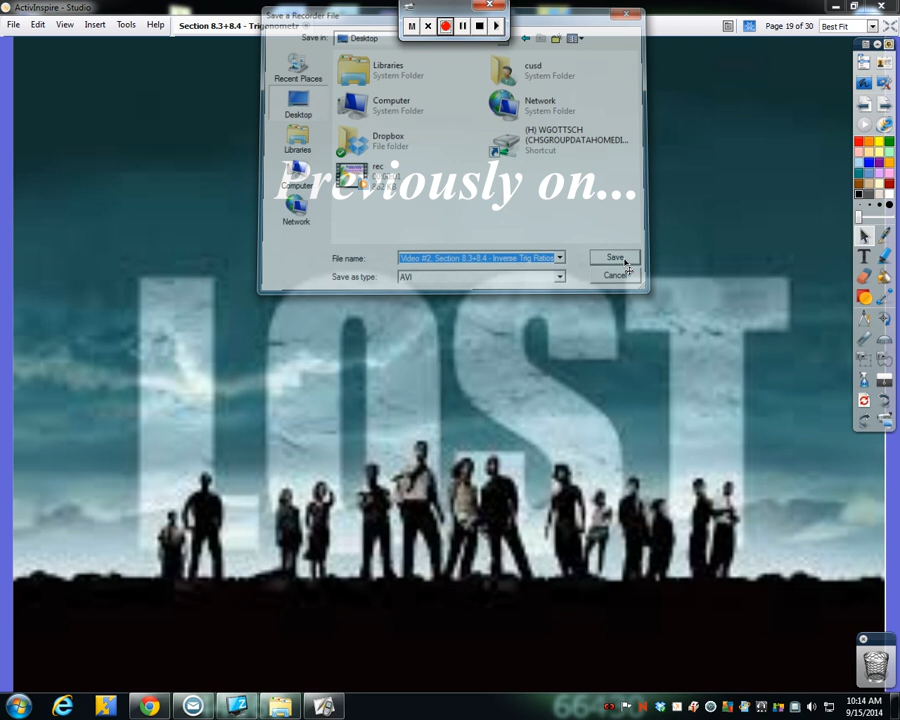 ActivInspire - Studio
File Edit View Insert Tools Help
Section 8.3+8.4 - Trigonometr
Page 19 of 30
Best Fit
Save a Recorder File
M
Save in: Desktop
Recent Places
Desktop
Libraries
Computer
Network
Libraries
System Folder
cusd
System Folder
Computer
System Folder
Network
System Folder
Dropbox
File folder
(H) WGOTTSCH
(CHSGROUPDATAHOMEDI...
Shortcut
rec
Previously on...
File name: Video #2, Section 8.3+8.4 - Inverse Trig Ratios
Save
Save as type: AVI
Cancel
LOST
T
10:14 AM
9/15/2014